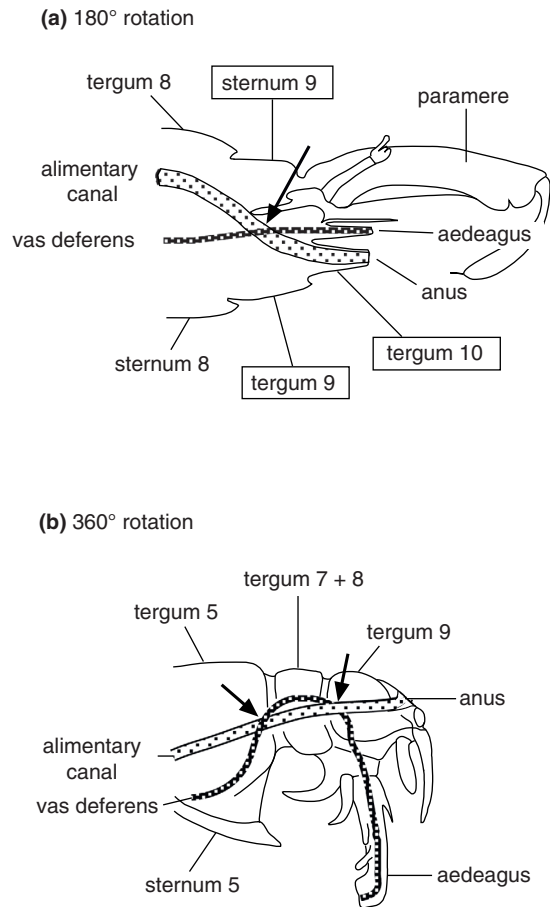 (a) 180° rotation
tergum 8
sternum 9
paramere
alimentary
canal
vas deferens
aedeagus
anus
sternum 8
tergum 9
tergum 10
(b) 360° rotation
tergum 7 + 8
tergum 5
tergum 9
anus
alimentary
canal
vas deferens
sternum 5
aedeagus